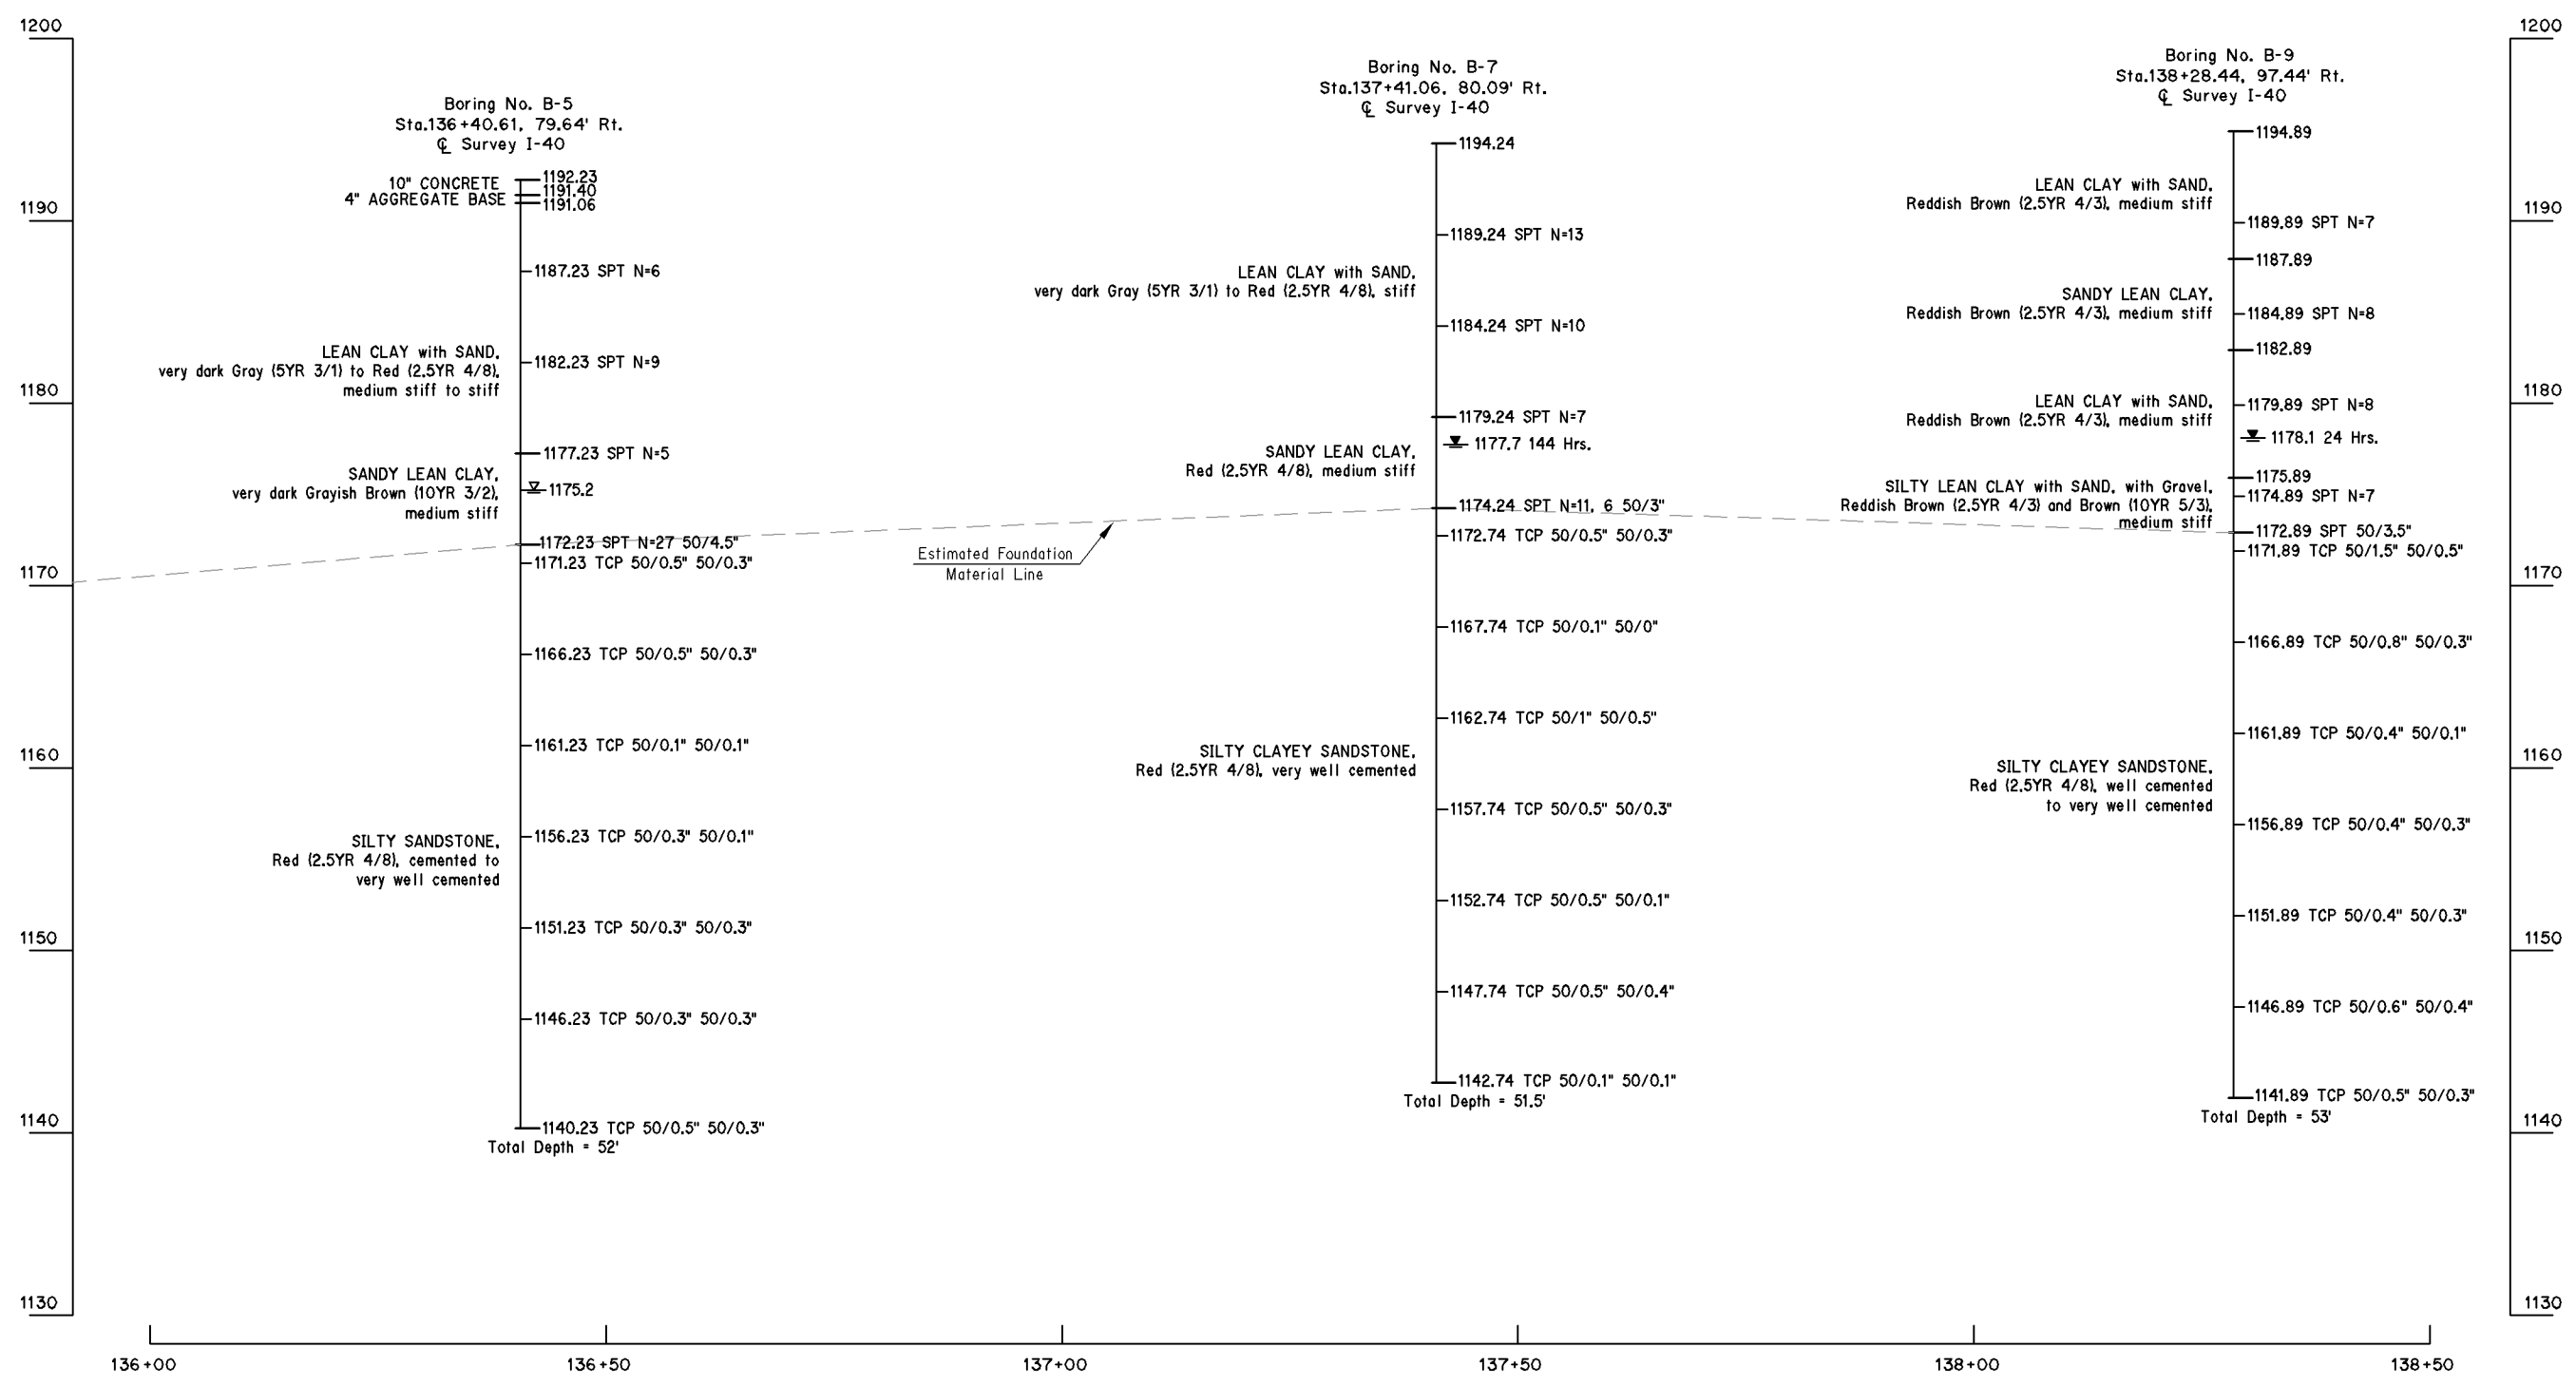 1200
1190
1180
1170
1160
1150
1140
1130
Boring No. B-5
Sta.136+40.61, 79.64' Rt.
℄ Survey I-40
10" CONCRETE
4" AGGREGATE BASE
1192.23
1191.40
1191.06
1187.23 SPT N=6
LEAN CLAY with SAND,
very dark Gray (5YR 3/1) to Red (2.5YR 4/8),
medium stiff to stiff
1182.23 SPT N=9
1177.23 SPT N=5
SANDY LEAN CLAY,
very dark Grayish Brown (10YR 3/2),
medium stiff
1175.2
1172.23 SPT N=27 50/4.5"
1171.23 TCP 50/0.5" 50/0.3"
1166.23 TCP 50/0.5" 50/0.3"
1161.23 TCP 50/0.1" 50/0.1"
1156.23 TCP 50/0.3" 50/0.1"
SILTY SANDSTONE,
Red (2.5YR 4/8), cemented to
very well cemented
1151.23 TCP 50/0.3" 50/0.3"
1146.23 TCP 50/0.3" 50/0.3"
1140.23 TCP 50/0.5" 50/0.3"
Total Depth = 52'
Estimated Foundation
Material Line
Boring No. B-7
Sta.137+41.06, 80.09' Rt.
℄ Survey I-40
1194.24
1189.24 SPT N=13
LEAN CLAY with SAND,
very dark Gray (5YR 3/1) to Red (2.5YR 4/8), stiff
1184.24 SPT N=10
1179.24 SPT N=7
1177.7 144 Hrs.
SANDY LEAN CLAY,
Red (2.5YR 4/8), medium stiff
1174.24 SPT N=11, 6 50/3"
1172.74 TCP 50/0.5" 50/0.3"
1167.74 TCP 50/0.1" 50/0"
1162.74 TCP 50/1" 50/0.5"
SILTY CLAYEY SANDSTONE,
Red (2.5YR 4/8), very well cemented
1157.74 TCP 50/0.5" 50/0.3"
1152.74 TCP 50/0.5" 50/0.1"
1147.74 TCP 50/0.5" 50/0.4"
1142.74 TCP 50/0.1" 50/0.1"
Total Depth = 51.5'
Boring No. B-9
Sta.138+28.44, 97.44' Rt.
℄ Survey I-40
1194.89
LEAN CLAY with SAND,
Reddish Brown (2.5YR 4/3), medium stiff
1189.89 SPT N=7
1187.89
SANDY LEAN CLAY,
Reddish Brown (2.5YR 4/3), medium stiff
1184.89 SPT N=8
1182.89
LEAN CLAY with SAND,
Reddish Brown (2.5YR 4/3), medium stiff
1179.89 SPT N=8
1178.1 24 Hrs.
1175.89
SILTY LEAN CLAY with SAND, with Gravel,
Reddish Brown (2.5YR 4/3) and Brown (10YR 5/3),
medium stiff
1174.89 SPT N=7
1172.89 SPT 50/3.5"
1171.89 TCP 50/1.5" 50/0.5"
1166.89 TCP 50/0.8" 50/0.3"
1161.89 TCP 50/0.4" 50/0.1"
SILTY CLAYEY SANDSTONE,
Red (2.5YR 4/8), well cemented
to very well cemented
1156.89 TCP 50/0.4" 50/0.3"
1151.89 TCP 50/0.4" 50/0.3"
1146.89 TCP 50/0.6" 50/0.4"
1141.89 TCP 50/0.5" 50/0.3"
Total Depth = 53'
1200
1190
1180
1170
1160
1150
1140
1130
136+00
136+50
137+00
137+50
138+00
138+50